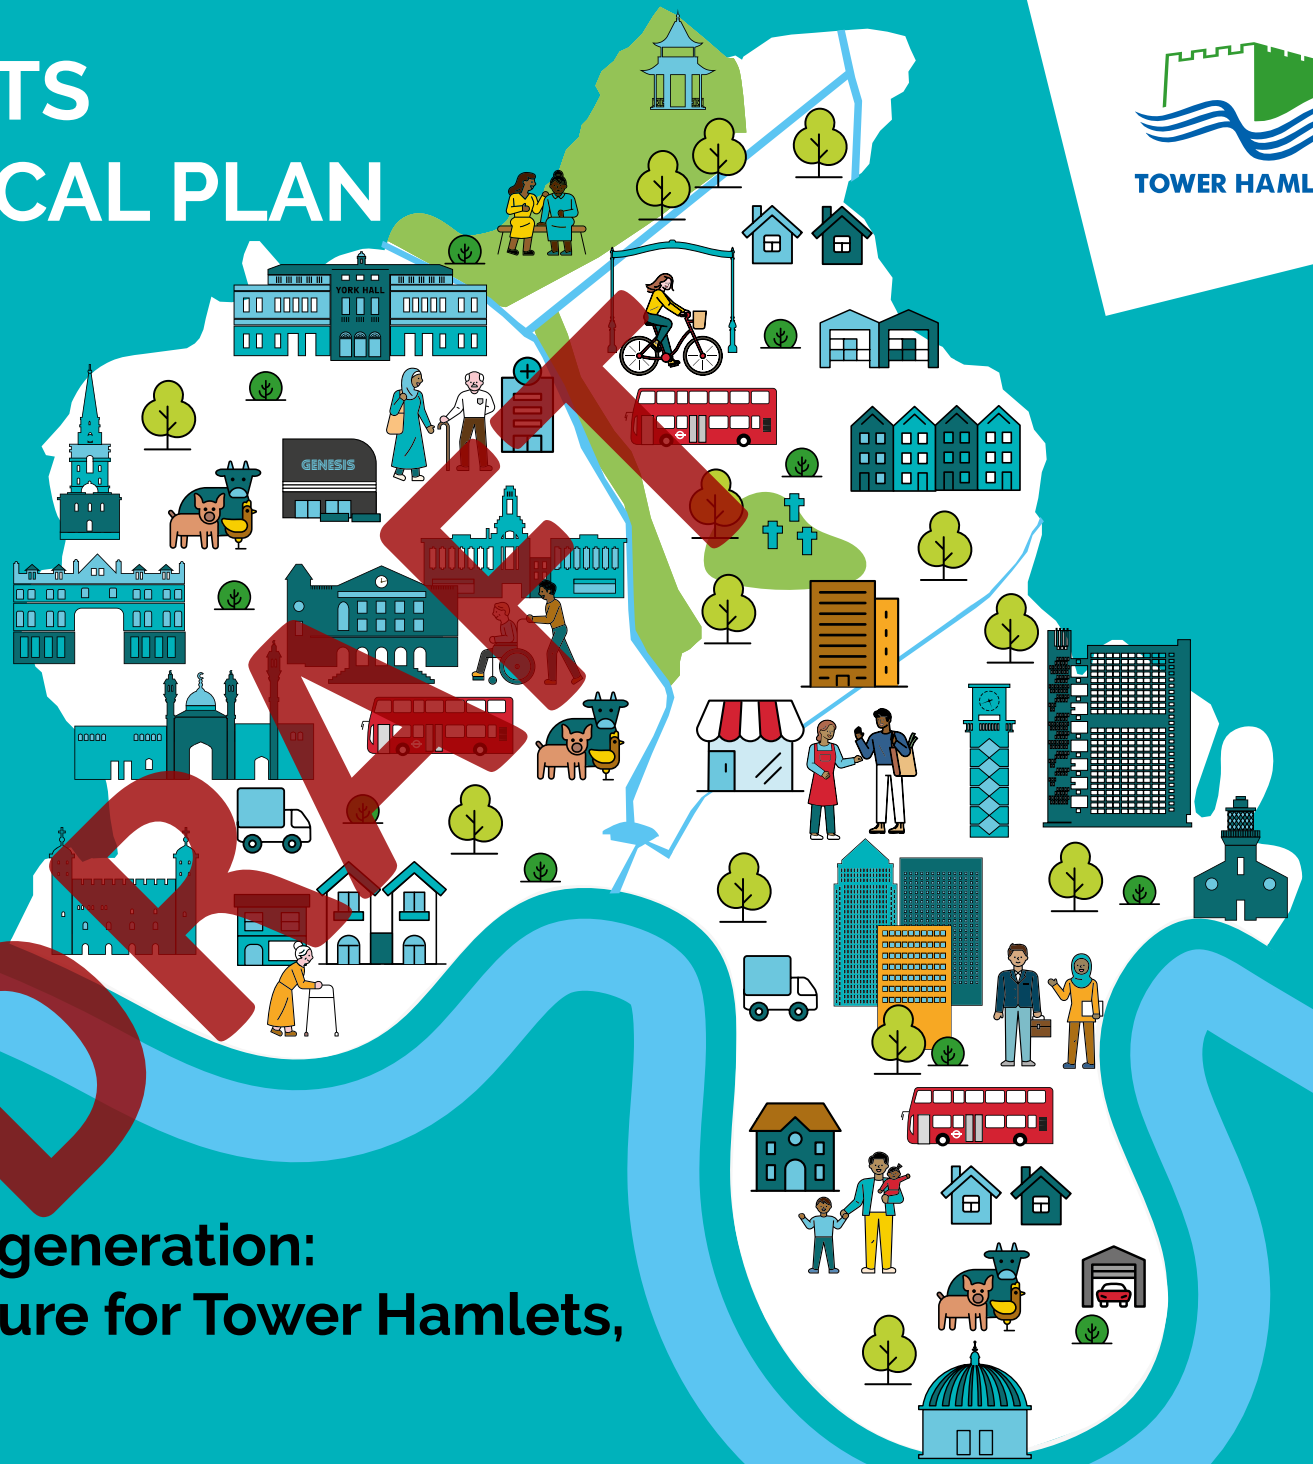 TS
CAL PLAN
TOWER HAML
YORK HALL
GENESIS
DRAFT
generation:
ure for Tower Hamlets,